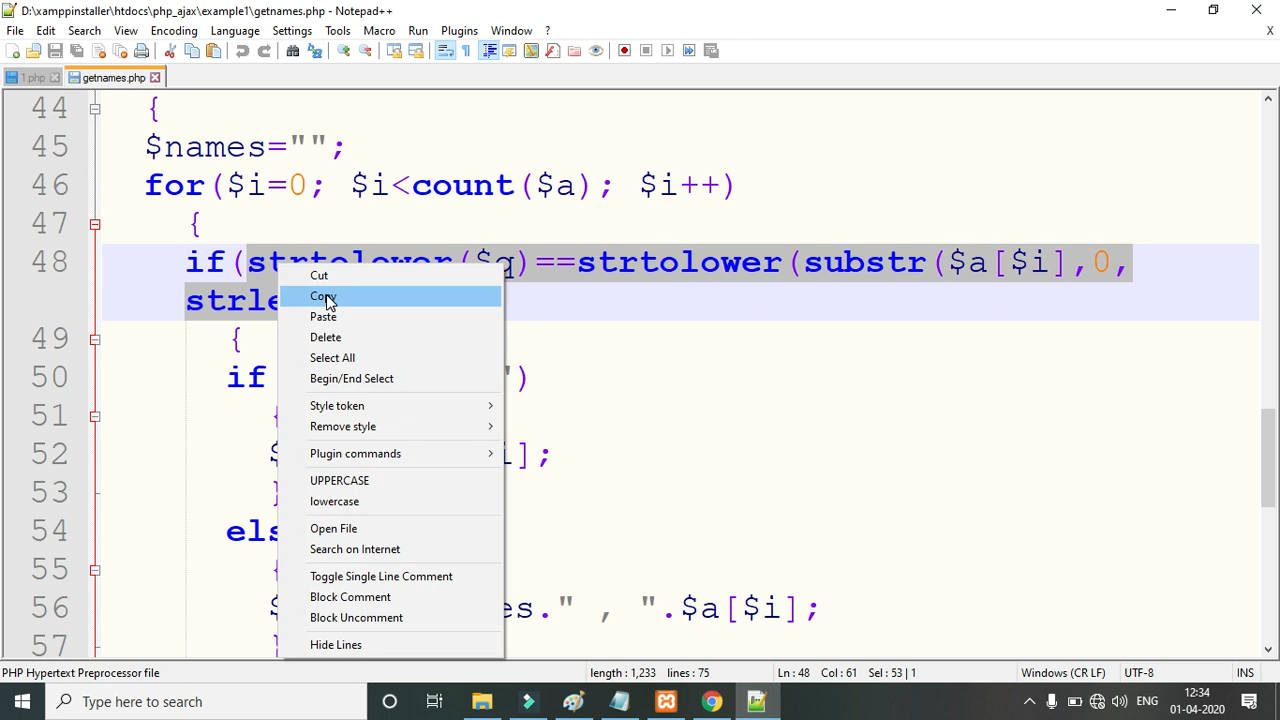 D:\xamppinstaller\htdocs\php_ajax\example1\getnames.php - Notepad++
File Edit Search View Encoding Language Settings Tools Macro Run Plugins Window ? X
1.php getnames.php
44 {
45 $names="";
46 for($i=0; $i<count($a); $i++)
47 {
48 if(strtolower($q)==strtolower(substr($a[$i],0,
strle
49 {
50 if ")
51 {
52 $ i];
53 }
54 els
55 {
56 $ es." , ".$a[$i];
57 }
Cut
Copy
Paste
Delete
Select All
Begin/End Select
Style token
Remove style
Plugin commands
UPPERCASE
lowercase
Open File
Search on Internet
Toggle Single Line Comment
Block Comment
Block Uncomment
Hide Lines
PHP Hypertext Preprocessor file length : 1,233 lines : 75 Ln : 48 Col : 61 Sel : 53 | 1 Windows (CR LF) UTF-8 INS
Type here to search ENG 12:34
01-04-2020